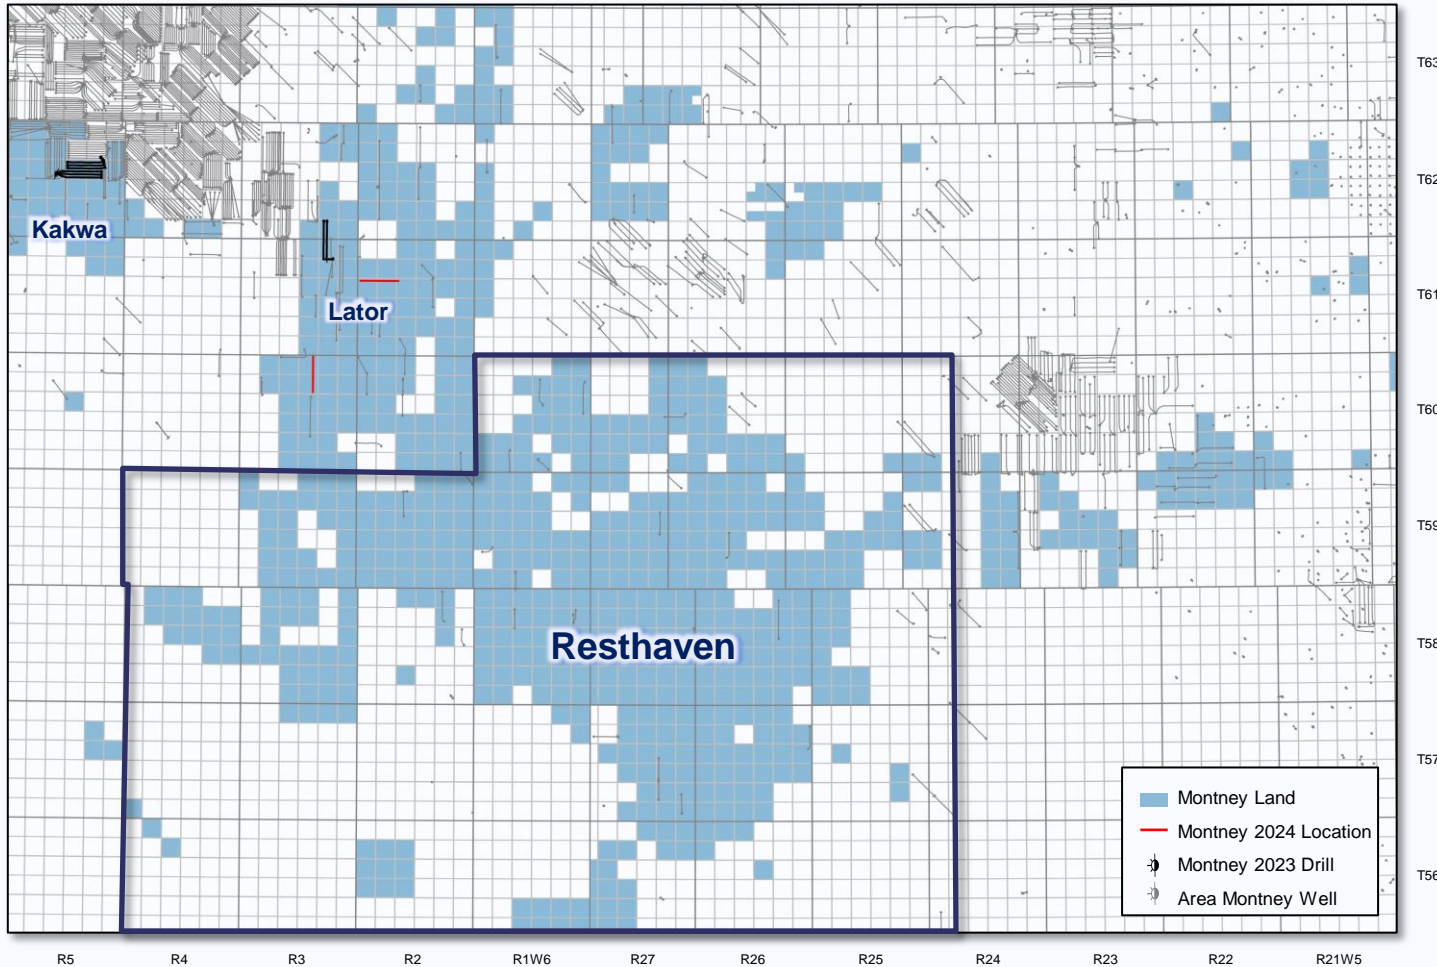 T63
T62
Kakwa
T61
Lator
T60
T59
Resthaven
T58
T57
Montney Land
Montney 2024 Location
Montney 2023 Drill
Area Montney Well
T56
R5 R4 R3 R2 R1W6 R27 R26 R25 R24 R23 R22 R21W5